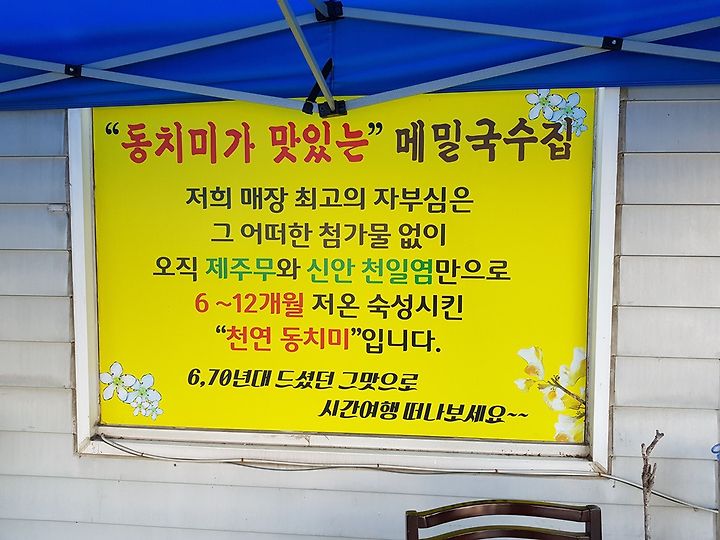 “동치미가 맛있는” 메밀국수집
저희 매장 최고의 자부심은
그 어떠한 첨가물 없이
오직 제주무와 신안 천일염만으로
6 ~12개월 저온 숙성시킨
“천연 동치미”입니다.
6,70년대 드셨던 그맛으로
시간여행 떠나보세요~~